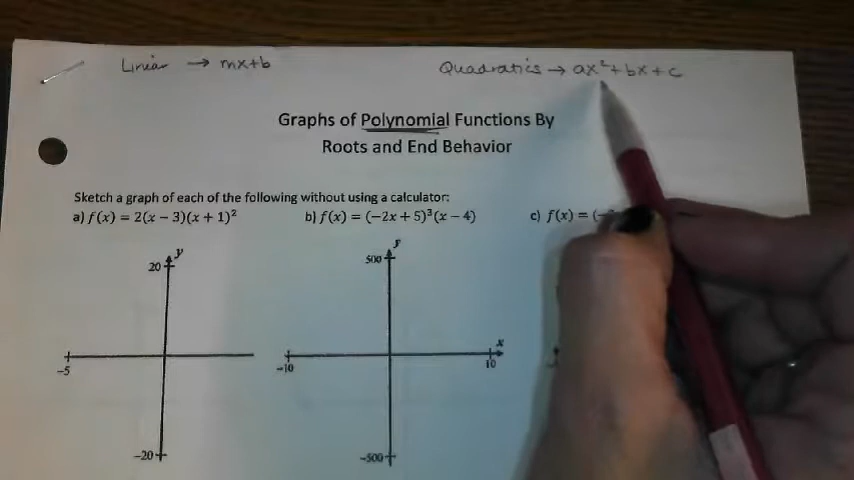 Linear → mx+b
Quadratics → ax²+bx+c
Graphs of Polynomial Functions By
Roots and End Behavior
Sketch a graph of each of the following without using a calculator:
a) f(x) = 2(x − 3)(x + 1)²
b) f(x) = (−2x + 5)³(x − 4)
c) f(x) = (−
y
20
−5
−20
y
500
x
−10
10
−500